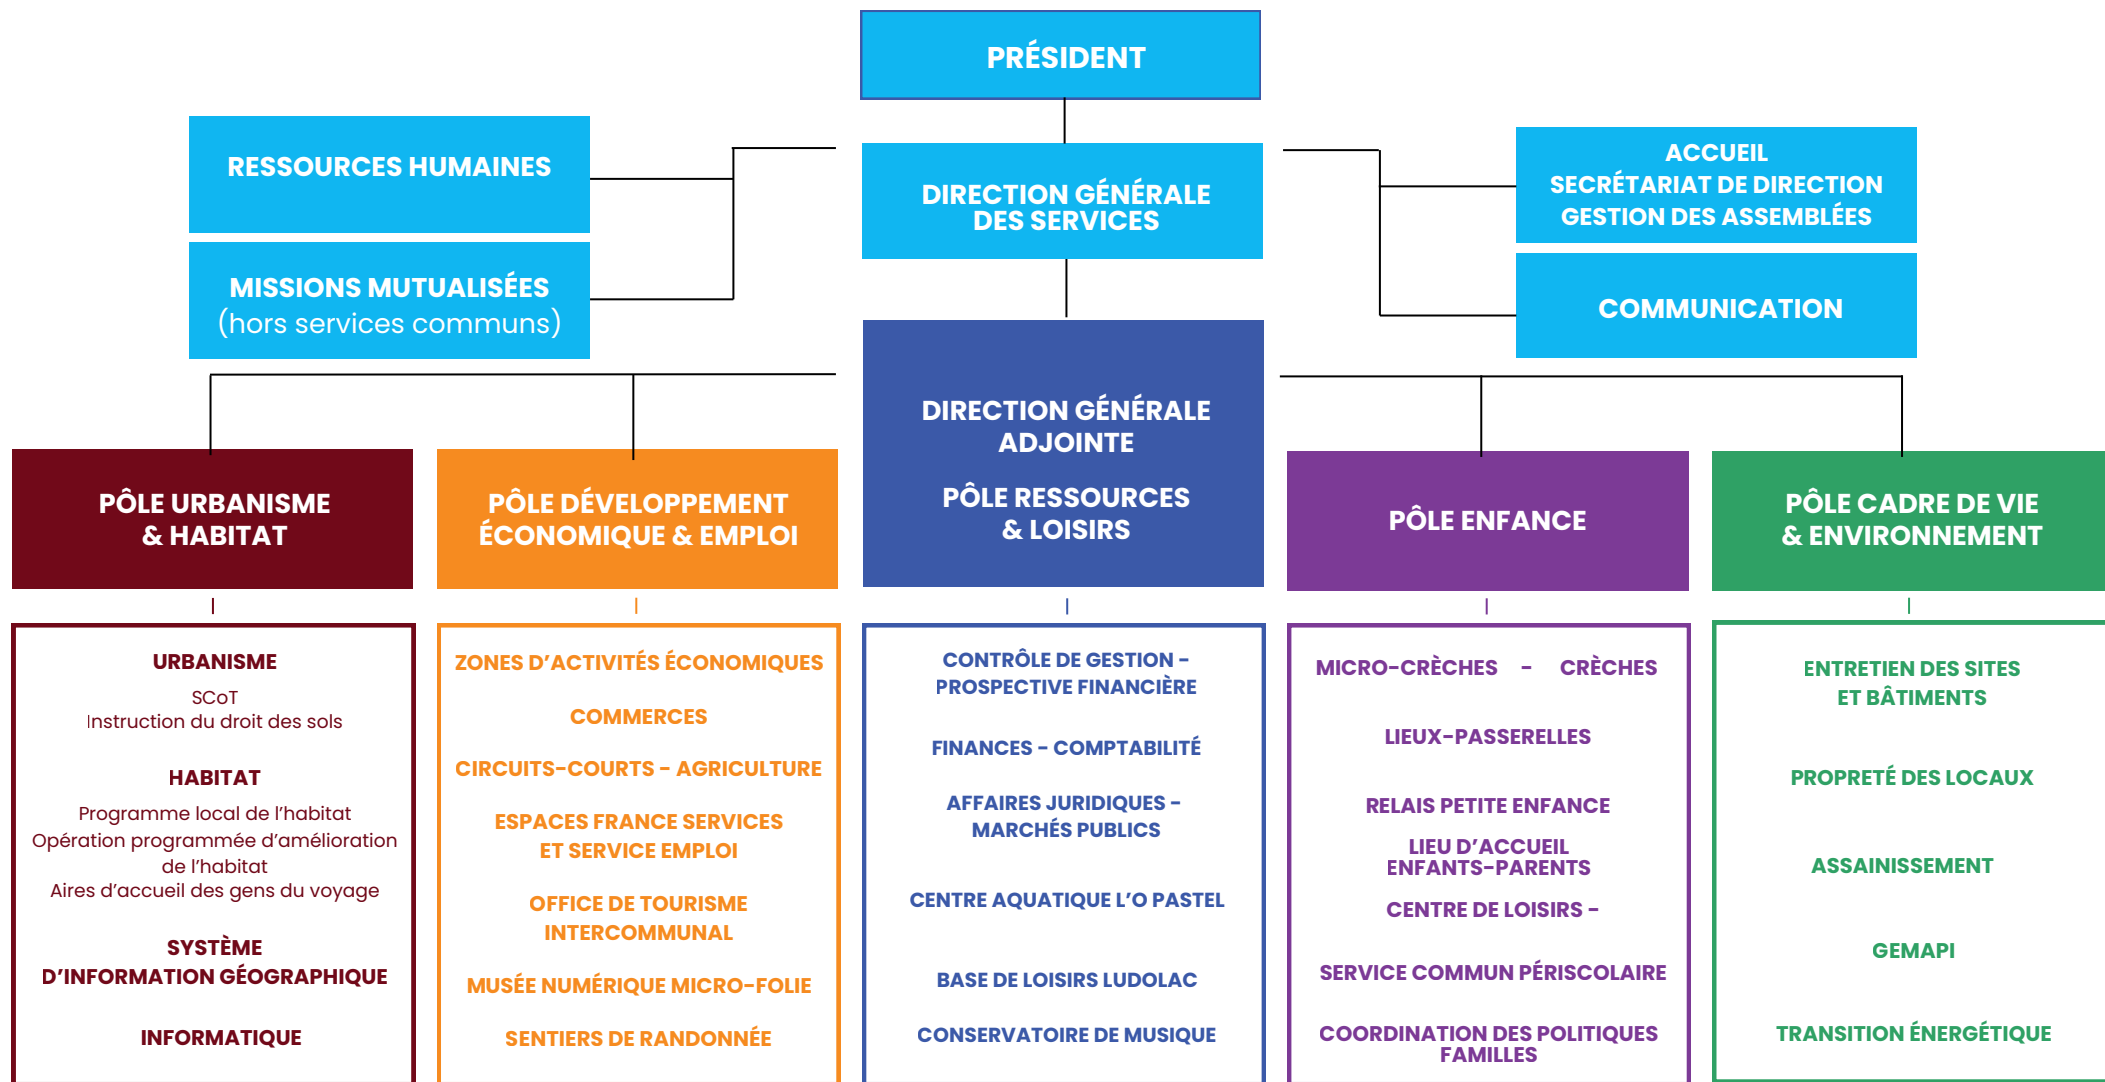 PRÉSIDENT
RESSOURCES HUMAINES
MISSIONS MUTUALISÉES
(hors services communs)
DIRECTION GÉNÉRALE
DES SERVICES
ACCUEIL
SECRÉTARIAT DE DIRECTION
GESTION DES ASSEMBLÉES
COMMUNICATION
PÔLE URBANISME
& HABITAT
PÔLE DÉVELOPPEMENT
ÉCONOMIQUE & EMPLOI
DIRECTION GÉNÉRALE
ADJOINTE
PÔLE RESSOURCES
& LOISIRS
PÔLE ENFANCE
PÔLE CADRE DE VIE
& ENVIRONNEMENT
URBANISME
SCoT
Instruction du droit des sols
HABITAT
Programme local de l'habitat
Opération programmée d'amélioration
de l'habitat
Aires d'accueil des gens du voyage
SYSTÈME
D'INFORMATION GÉOGRAPHIQUE
INFORMATIQUE
ZONES D'ACTIVITÉS ÉCONOMIQUES
COMMERCES
CIRCUITS-COURTS - AGRICULTURE
ESPACES FRANCE SERVICES
ET SERVICE EMPLOI
OFFICE DE TOURISME
INTERCOMMUNAL
MUSÉE NUMÉRIQUE MICRO-FOLIE
SENTIERS DE RANDONNÉE
CONTRÔLE DE GESTION -
PROSPECTIVE FINANCIÈRE
FINANCES - COMPTABILITÉ
AFFAIRES JURIDIQUES -
MARCHÉS PUBLICS
CENTRE AQUATIQUE L'O PASTEL
BASE DE LOISIRS LUDOLAC
CONSERVATOIRE DE MUSIQUE
MICRO-CRÈCHES - CRÈCHES
LIEUX-PASSERELLES
RELAIS PETITE ENFANCE
LIEU D'ACCUEIL
ENFANTS-PARENTS
CENTRE DE LOISIRS -
SERVICE COMMUN PÉRISCOLAIRE
COORDINATION DES POLITIQUES
FAMILLES
ENTRETIEN DES SITES
ET BÂTIMENTS
PROPRETÉ DES LOCAUX
ASSAINISSEMENT
GEMAPI
TRANSITION ÉNERGÉTIQUE